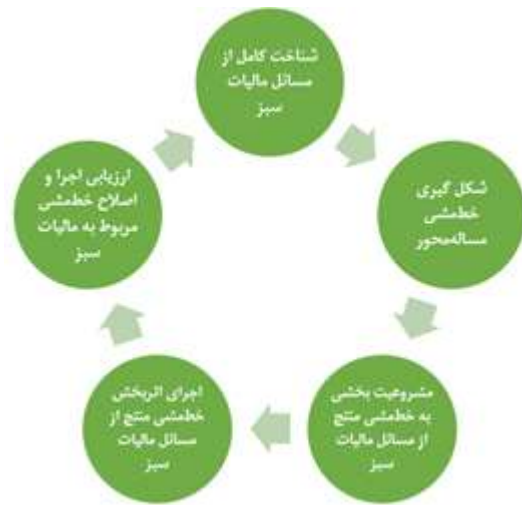 شناخت کامل از
مسائل مالیات
سبز
شکل گیری
خط‌مشی
مساله‌محور
مشروعیت بخشی
به خط‌مشی منتج
از مسائل مالیات
سبز
اجرای اثربخش
خط‌مشی منتج از
مسائل مالیات
سبز
ارزیابی اجرا و
اصلاح خط‌مشی
مربوط به مالیات
سبز